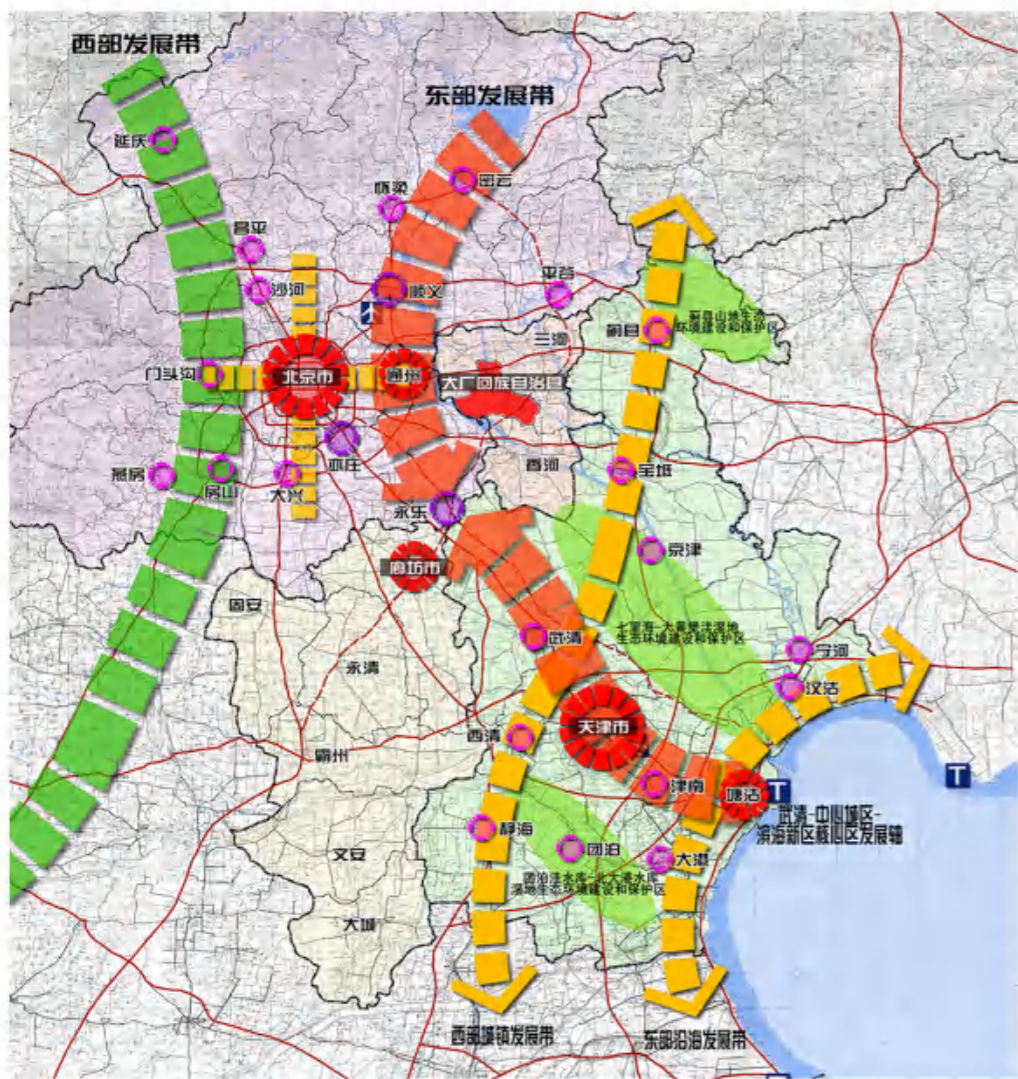 西部发展带
东部发展带
延庆
密云
怀柔
昌平
沙河
顺义
平谷
三河
蓟县山地生态
环境建设和保护区
蓟县
门头沟
北京市
通州
大厂回族自治县
亦庄
燕房
房山
大兴
香河
宝坻
永乐
京津
廊坊市
固安
武清
七里海-大黄堡洼湿地
生态环境建设和保护区
宁河
永清
汉沽
西清
天津市
霸州
津南
塘沽
T
T
武清-中心城区-
滨海新区核心区发展轴
静海
文安
团泊
大港
团泊洼水库-北大港水库
湿地生态环境建设和保护区
大城
西部城镇发展带
东部沿海发展带